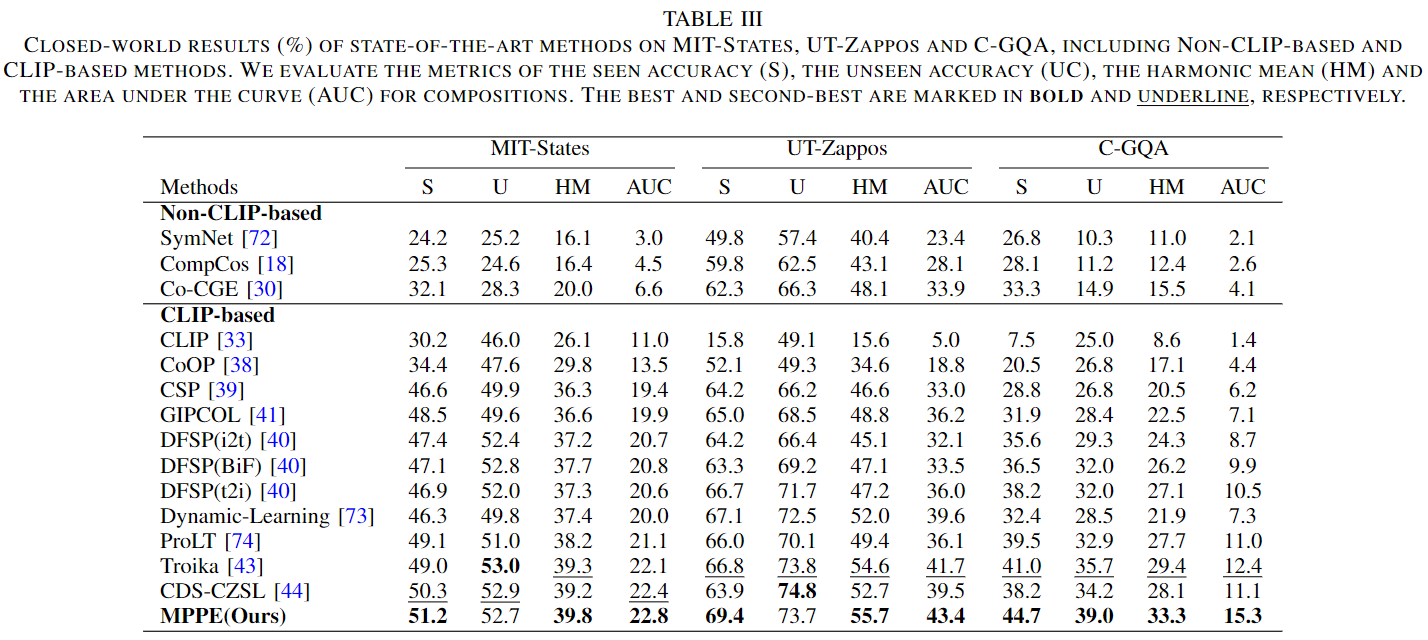 TABLE III
CLOSED-WORLD RESULTS (%) OF STATE-OF-THE-ART METHODS ON MIT-STATES, UT-ZAPPOS AND C-GQA, INCLUDING NON-CLIP-BASED AND
CLIP-BASED METHODS. WE EVALUATE THE METRICS OF THE SEEN ACCURACY (S), THE UNSEEN ACCURACY (UC), THE HARMONIC MEAN (HM) AND
THE AREA UNDER THE CURVE (AUC) FOR COMPOSITIONS. THE BEST AND SECOND-BEST ARE MARKED IN BOLD AND UNDERLINE, RESPECTIVELY.
MIT-States UT-Zappos C-GQA
Methods S U HM AUC S U HM AUC S U HM AUC
Non-CLIP-based
SymNet [72] 24.2 25.2 16.1 3.0 49.8 57.4 40.4 23.4 26.8 10.3 11.0 2.1
CompCos [18] 25.3 24.6 16.4 4.5 59.8 62.5 43.1 28.1 28.1 11.2 12.4 2.6
Co-CGE [30] 32.1 28.3 20.0 6.6 62.3 66.3 48.1 33.9 33.3 14.9 15.5 4.1
CLIP-based
CLIP [33] 30.2 46.0 26.1 11.0 15.8 49.1 15.6 5.0 7.5 25.0 8.6 1.4
CoOP [38] 34.4 47.6 29.8 13.5 52.1 49.3 34.6 18.8 20.5 26.8 17.1 4.4
CSP [39] 46.6 49.9 36.3 19.4 64.2 66.2 46.6 33.0 28.8 26.8 20.5 6.2
GIPCOL [41] 48.5 49.6 36.6 19.9 65.0 68.5 48.8 36.2 31.9 28.4 22.5 7.1
DFSP(i2t) [40] 47.4 52.4 37.2 20.7 64.2 66.4 45.1 32.1 35.6 29.3 24.3 8.7
DFSP(BiF) [40] 47.1 52.8 37.7 20.8 63.3 69.2 47.1 33.5 36.5 32.0 26.2 9.9
DFSP(t2i) [40] 46.9 52.0 37.3 20.6 66.7 71.7 47.2 36.0 38.2 32.0 27.1 10.5
Dynamic-Learning [73] 46.3 49.8 37.4 20.0 67.1 72.5 52.0 39.6 32.4 28.5 21.9 7.3
ProLT [74] 49.1 51.0 38.2 21.1 66.0 70.1 49.4 36.1 39.5 32.9 27.7 11.0
Troika [43] 49.0 53.0 39.3 22.1 66.8 73.8 54.6 41.7 41.0 35.7 29.4 12.4
CDS-CZSL [44] 50.3 52.9 39.2 22.4 63.9 74.8 52.7 39.5 38.2 34.2 28.1 11.1
MPPE(Ours) 51.2 52.7 39.8 22.8 69.4 73.7 55.7 43.4 44.7 39.0 33.3 15.3